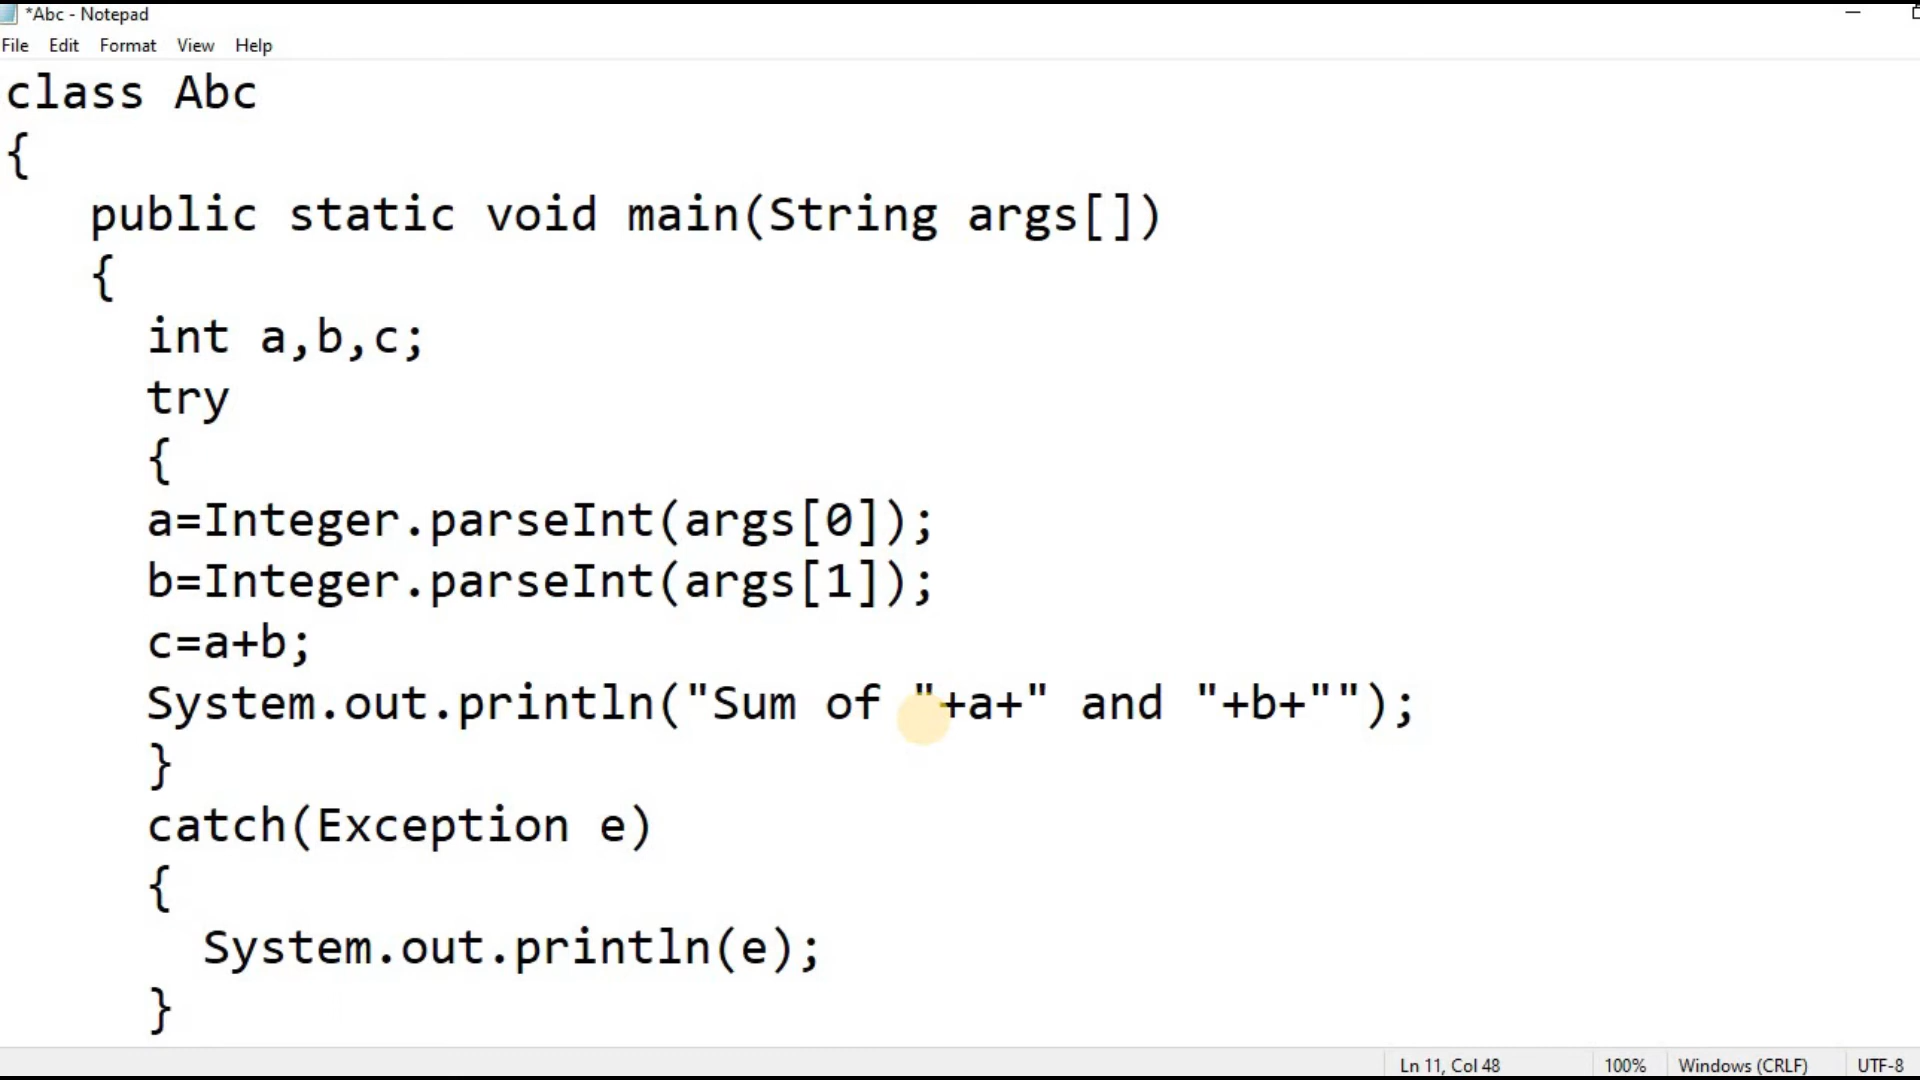 *Abc - Notepad
File Edit Format View Help
class Abc
{
public static void main(String args[])
{
int a,b,c;
try
{
a=Integer.parseInt(args[0]);
b=Integer.parseInt(args[1]);
c=a+b;
System.out.println("Sum of "+a+" and "+b+"");
}
catch(Exception e)
{
System.out.println(e);
}
Ln 11, Col 48 100% Windows (CRLF) UTF-8